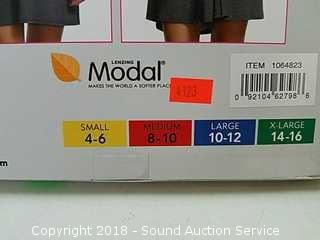 LENZING
Modal®
MAKES THE WORLD A SOFTER PLACE
4123
ITEM 1064823
0 92104 62798 6
SMALL
4-6
MEDIUM
8-10
LARGE
10-12
X-LARGE
14-16
m
Copyright 2018 - Sound Auction Service